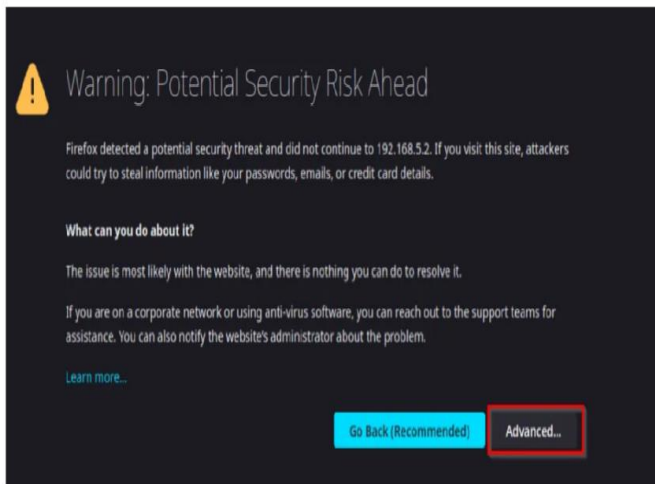 Warning: Potential Security Risk Ahead
Firefox detected a potential security threat and did not continue to 192.168.5.2. If you visit this site, attackers
could try to steal information like your passwords, emails, or credit card details.
What can you do about it?
The issue is most likely with the website, and there is nothing you can do to resolve it.
If you are on a corporate network or using anti-virus software, you can reach out to the support teams for
assistance. You can also notify the website's administrator about the problem.
Learn more...
Go Back (Recommended)
Advanced...